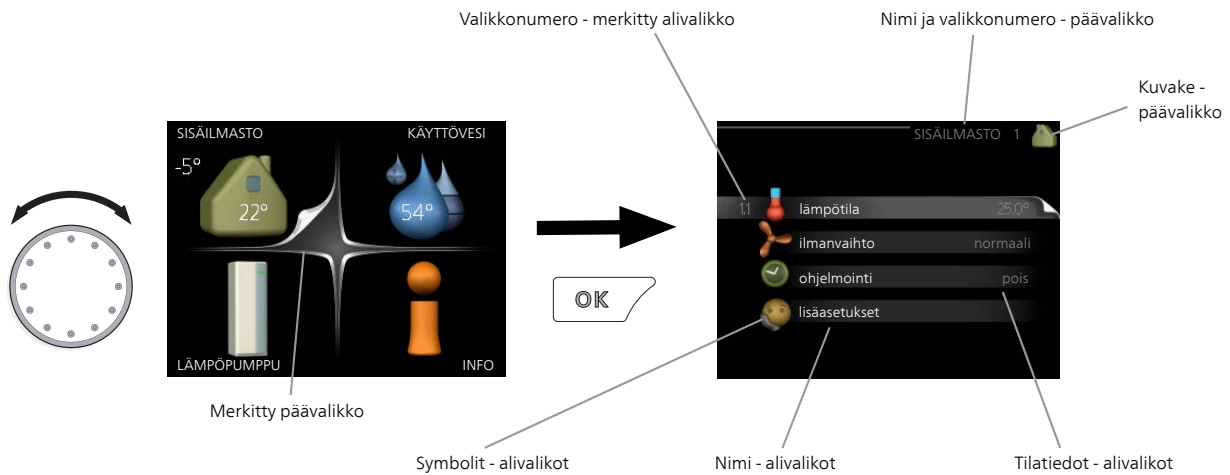 Valikkonumero - merkitty alivalikko
Nimi ja valikkonumero - päävalikko
Kuvake -
päävalikko
SISÄILMASTO
KÄYTTÖVESI
-5°
22°
54°
LÄMPÖPUMPPU
INFO
Merkitty päävalikko
OK
SISÄILMASTO 1
1.1 lämpötila 25.0°
ilmanvaihto normaali
ohjelmointi pois
lisäasetukset
Symbolit - alivalikot
Nimi - alivalikot
Tilatiedot - alivalikot